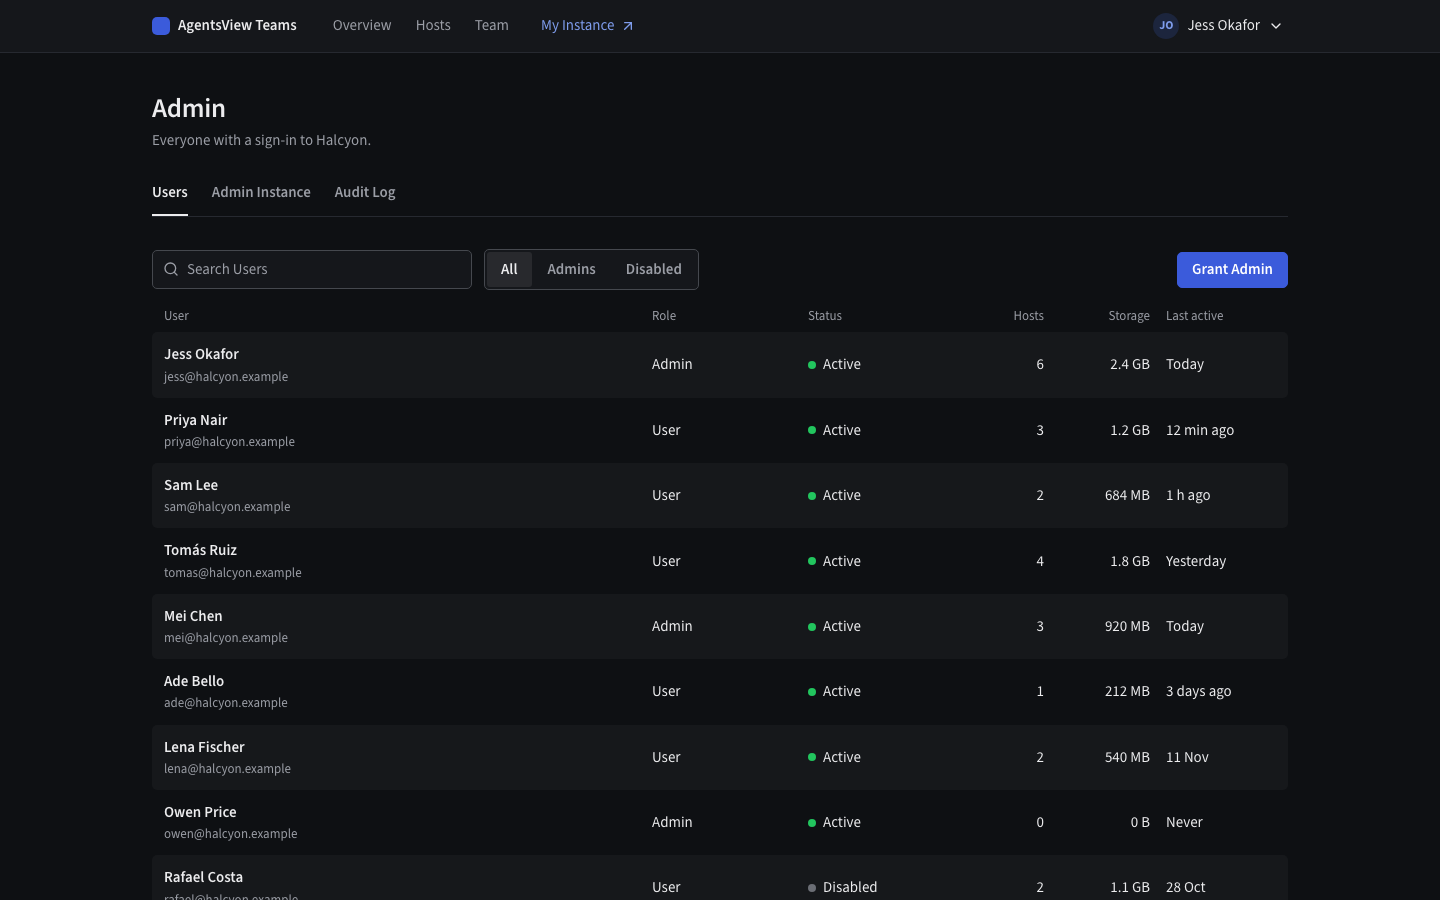 AgentsView Teams Overview Hosts Team My Instance JO Jess Okafor
Admin
Everyone with a sign-in to Halcyon.
Users Admin Instance Audit Log
Search Users All Admins Disabled Grant Admin
User Role Status Hosts Storage Last active
Jess Okafor
jess@halcyon.example
Admin Active 6 2.4 GB Today
Priya Nair
priya@halcyon.example
User Active 3 1.2 GB 12 min ago
Sam Lee
sam@halcyon.example
User Active 2 684 MB 1 h ago
Tomás Ruiz
tomas@halcyon.example
User Active 4 1.8 GB Yesterday
Mei Chen
mei@halcyon.example
Admin Active 3 920 MB Today
Ade Bello
ade@halcyon.example
User Active 1 212 MB 3 days ago
Lena Fischer
lena@halcyon.example
User Active 2 540 MB 11 Nov
Owen Price
owen@halcyon.example
Admin Active 0 0 B Never
Rafael Costa
rafael@halcyon.example
User Disabled 2 1.1 GB 28 Oct